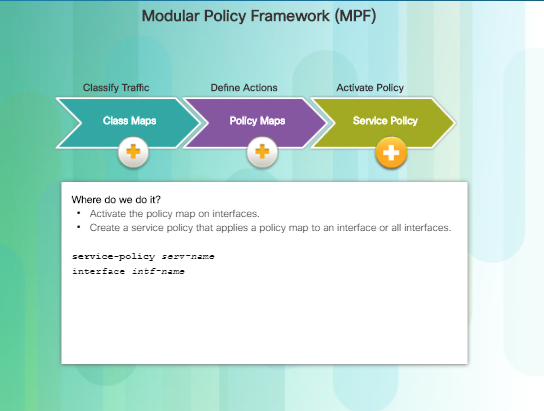 Modular Policy Framework (MPF)
Classify Traffic
Define Actions
Activate Policy
Class Maps
Policy Maps
Service Policy
Where do we do it?
• Activate the policy map on interfaces.
• Create a service policy that applies a policy map to an interface or all interfaces.
service-policy serv-name
interface intf-name